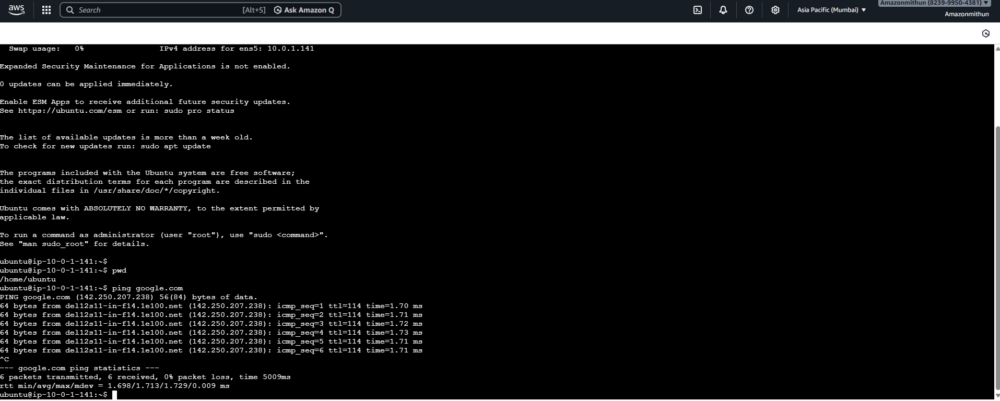 aws
Search [Alt+S] Ask Amazon Q
Asia Pacific (Mumbai) ▼
Amazonmithun (8239-9950-4381) ▼
Amazonmithun
Swap usage:   0%                IPv4 address for ens5: 10.0.1.141
Expanded Security Maintenance for Applications is not enabled.
0 updates can be applied immediately.
Enable ESM Apps to receive additional future security updates.
See https://ubuntu.com/esm or run: sudo pro status
The list of available updates is more than a week old.
To check for new updates run: sudo apt update
The programs included with the Ubuntu system are free software;
the exact distribution terms for each program are described in the
individual files in /usr/share/doc/*/copyright.
Ubuntu comes with ABSOLUTELY NO WARRANTY, to the extent permitted by
applicable law.
To run a command as administrator (user "root"), use "sudo <command>".
See "man sudo_root" for details.
ubuntu@ip-10-0-1-141:~$
ubuntu@ip-10-0-1-141:~$ pwd
/home/ubuntu
ubuntu@ip-10-0-1-141:~$ ping google.com
PING google.com (142.250.207.238) 56(84) bytes of data.
64 bytes from del12s11-in-f14.1e100.net (142.250.207.238): icmp_seq=1 ttl=114 time=1.70 ms
64 bytes from del12s11-in-f14.1e100.net (142.250.207.238): icmp_seq=2 ttl=114 time=1.71 ms
64 bytes from del12s11-in-f14.1e100.net (142.250.207.238): icmp_seq=3 ttl=114 time=1.72 ms
64 bytes from del12s11-in-f14.1e100.net (142.250.207.238): icmp_seq=4 ttl=114 time=1.73 ms
64 bytes from del12s11-in-f14.1e100.net (142.250.207.238): icmp_seq=5 ttl=114 time=1.71 ms
64 bytes from del12s11-in-f14.1e100.net (142.250.207.238): icmp_seq=6 ttl=114 time=1.71 ms
^C
--- google.com ping statistics ---
6 packets transmitted, 6 received, 0% packet loss, time 5009ms
rtt min/avg/max/mdev = 1.698/1.713/1.729/0.009 ms
ubuntu@ip-10-0-1-141:~$